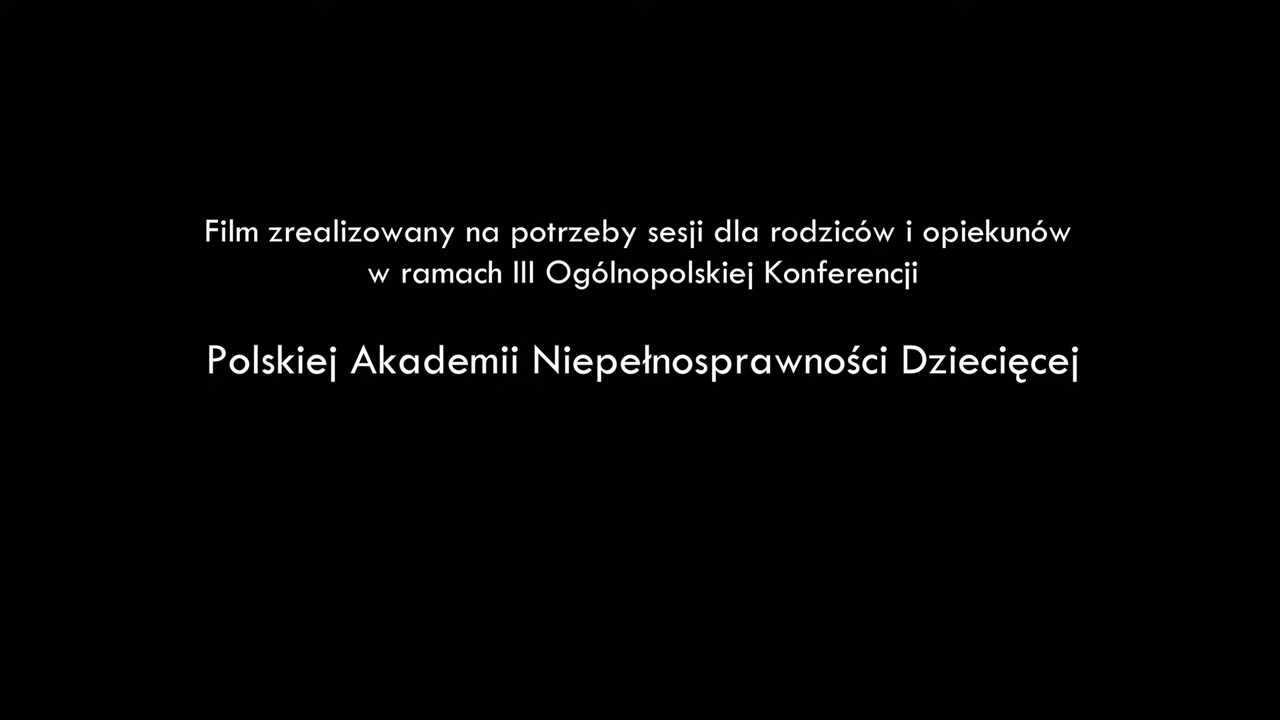 Film zrealizowany na potrzeby sesji dla rodziców i opiekunów
w ramach III Ogólnopolskiej Konferencji
Polskiej Akademii Niepełnosprawności Dziecięcej